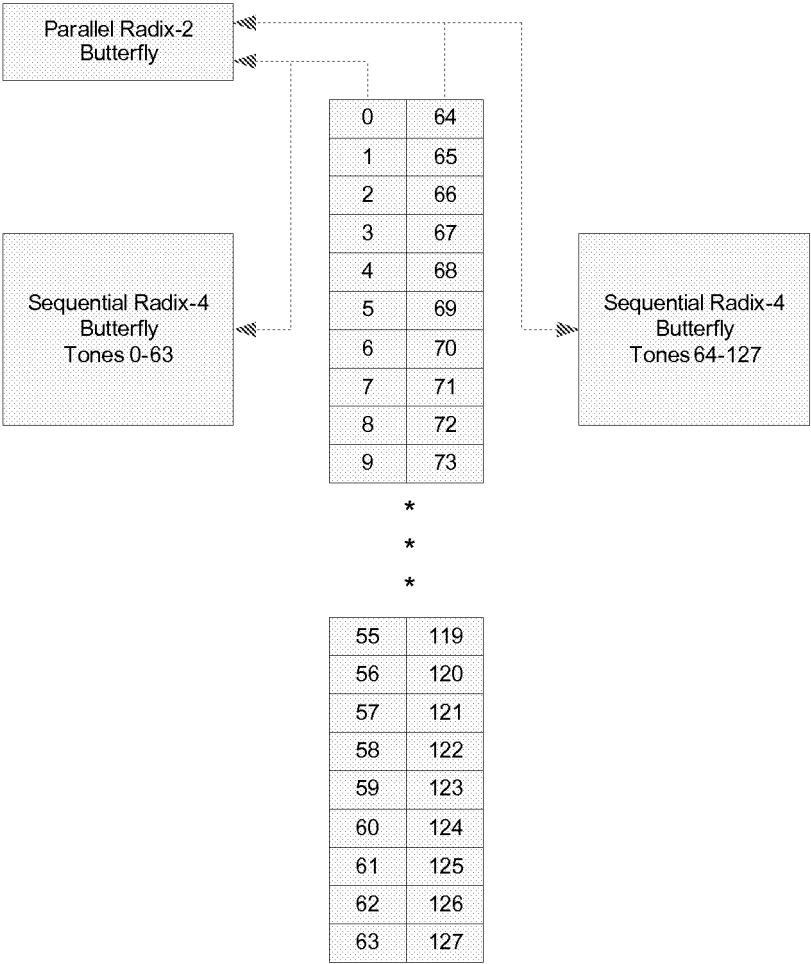 Parallel Radix-2
Butterfly
0 64
1 65
2 66
3 67
4 68
5 69
6 70
7 71
8 72
9 73
Sequential Radix-4
Butterfly
Tones 0-63
Sequential Radix-4
Butterfly
Tones 64-127
*
*
*
55 119
56 120
57 121
58 122
59 123
60 124
61 125
62 126
63 127